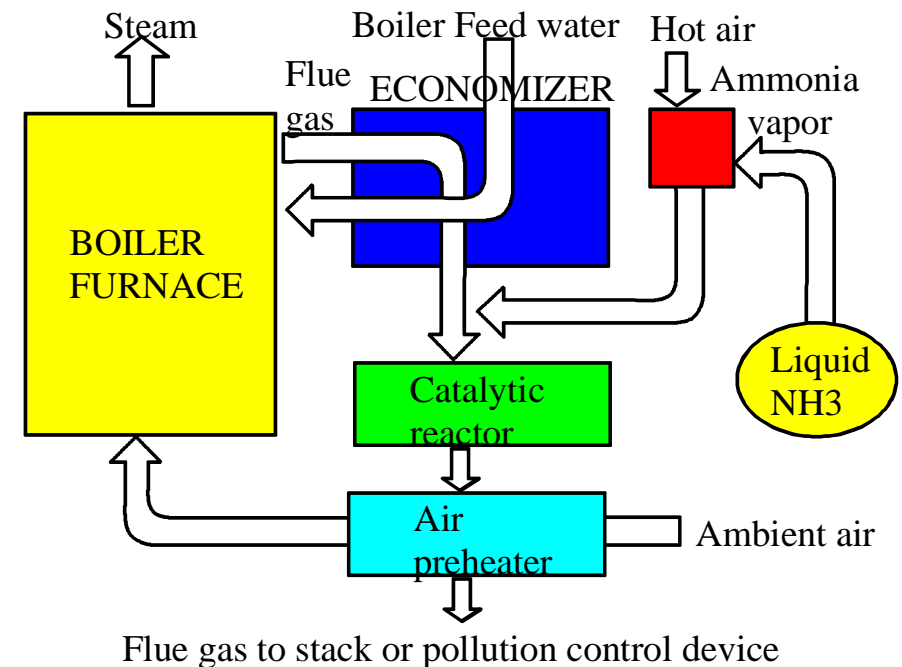 Steam
Boiler Feed water
Hot air
Flue
gas
ECONOMIZER
Ammonia
vapor
BOILER
FURNACE
Liquid
NH3
Catalytic
reactor
Air
preheater
Ambient air
Flue gas to stack or pollution control device